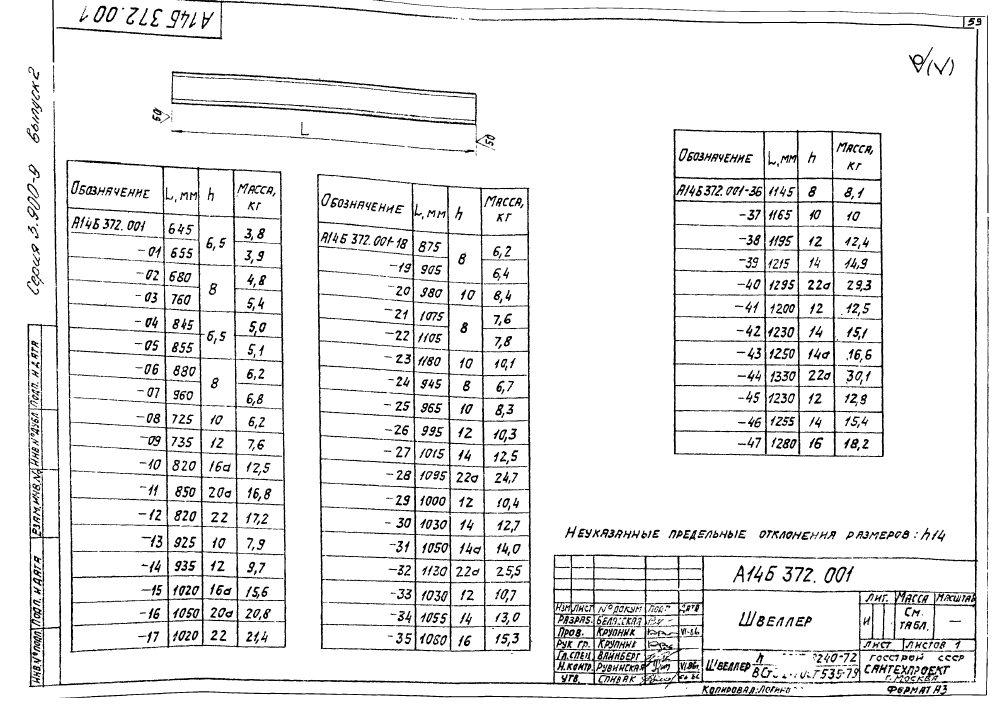 А14Б 372.001
59
Серия 3.900-9 выпуск 2
√(√)
50
L
50
Обозначение L, мм h Масса, кг
А14Б 372.001 645 6,5 3,8
-01 655 3,9
-02 680 8 4,8
-03 760 5,4
-04 845 6,5 5,0
-05 855 5,1
-06 880 8 6,2
-07 960 6,8
-08 725 10 6,2
-09 735 12 7,6
-10 820 16а 12,5
-11 850 20а 16,8
-12 820 22 17,2
-13 925 10 7,9
-14 935 12 9,7
-15 1020 16а 15,6
-16 1050 20а 20,8
-17 1020 22 21,4
Обозначение L, мм h Масса, кг
А14Б 372.001-18 875 8 6,2
-19 905 6,4
-20 980 10 8,4
-21 1075 8 7,6
-22 1105 7,8
-23 1180 10 10,1
-24 945 8 6,7
-25 965 10 8,3
-26 995 12 10,3
-27 1015 14 12,5
-28 1095 22а 24,7
-29 1000 12 10,4
-30 1030 14 12,7
-31 1050 14а 14,0
-32 1130 22а 25,5
-33 1030 12 10,7
-34 1055 14 13,0
-35 1080 16 15,3
Обозначение L, мм h Масса, кг
А14Б 372.001-36 1145 8 8,1
-37 1165 10 10
-38 1195 12 12,4
-39 1215 14 14,9
-40 1295 22а 29,3
-41 1200 12 12,5
-42 1230 14 15,1
-43 1250 14а 16,6
-44 1330 22а 30,1
-45 1230 12 12,8
-46 1255 14 15,4
-47 1280 16 18,2
Неуказанные предельные отклонения размеров: h14
А14Б 372.001
Изм Лист № докум Подп Дата
Разраб.
Пров. Крупник VI-86
Рук гр. Крупник
Гл.спец Вайнберг
Н.контр. Рувинская VI 86
Утв. Спивак
Швеллер
Лит. Масса Масштаб
И См. табл. —
Лист Листов 1
Швеллер h 240-72
535-79
Госстрой СССР
Сантехпроект
г. Москва
Копировал:
Формат А3
Инв.№подл. Подп. и дата Взам.инв.№ Инв №дубл Подп. и дата